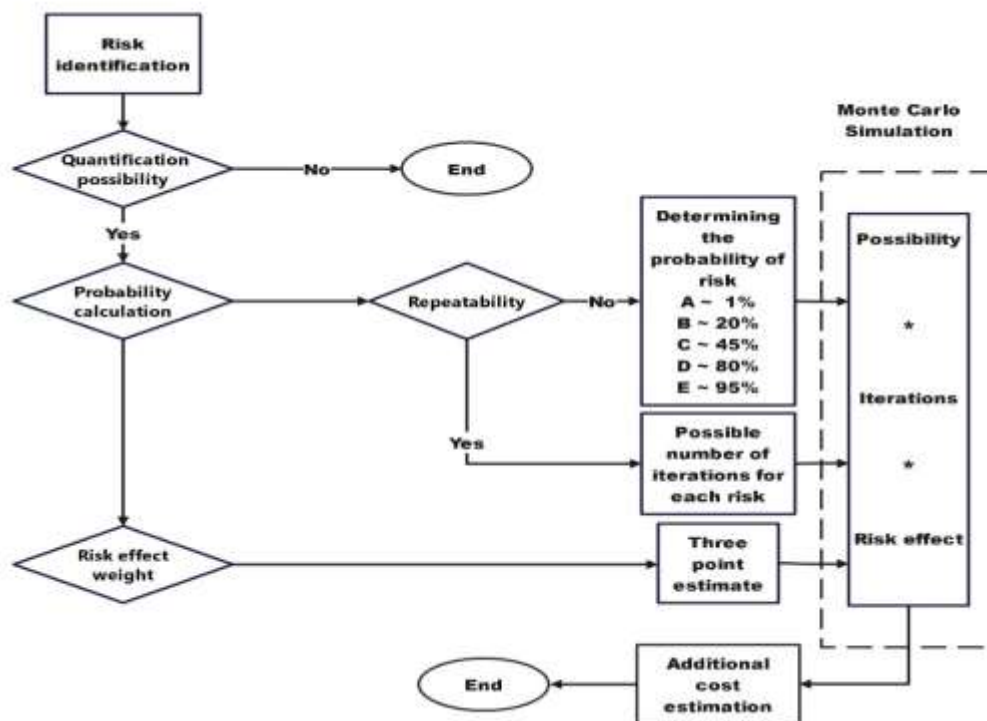 Risk
identification
Monte Carlo
Simulation
Quantification
possibility
No
End
Yes
Determining
the
probability of
risk
A ~ 1%
B ~ 20%
C ~ 45%
D ~ 80%
E ~ 95%
Possibility
*
Iterations
*
Risk effect
Probability
calculation
Repeatability
No
Yes
Possible
number of
iterations for
each risk
Risk effect
weight
Three
point
estimate
Additional
cost
estimation
End